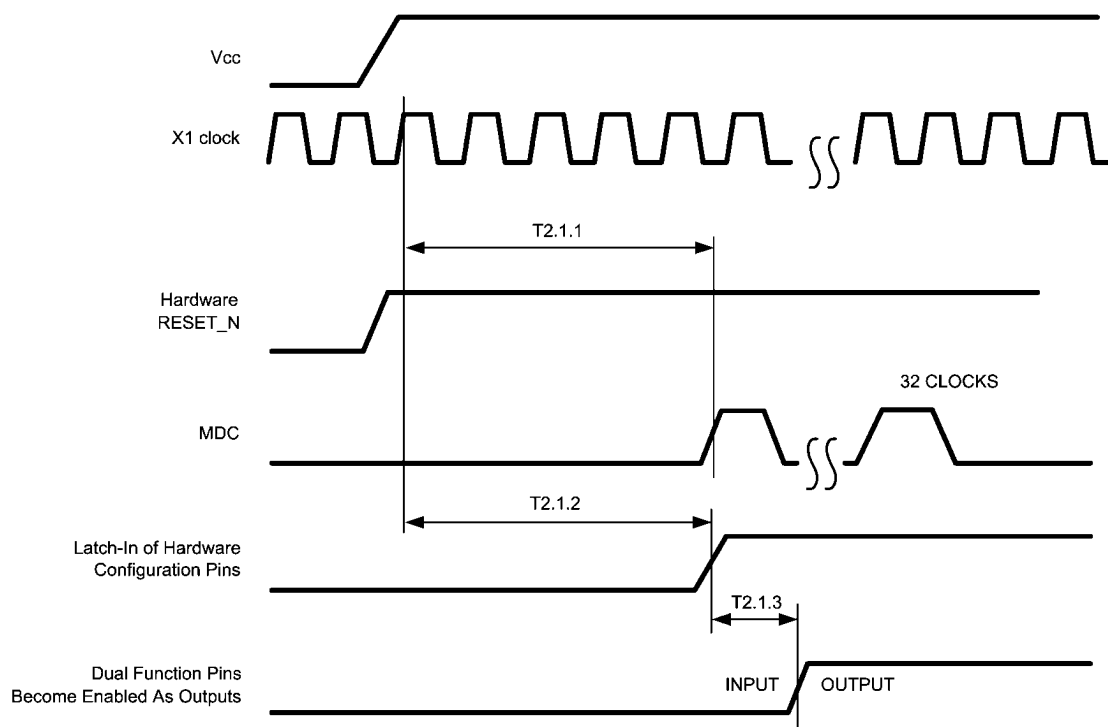 Vcc
X1 clock
T2.1.1
Hardware
RESET_N
32 CLOCKS
MDC
T2.1.2
Latch-In of Hardware
Configuration Pins
T2.1.3
Dual Function Pins
Become Enabled As Outputs
INPUT
OUTPUT